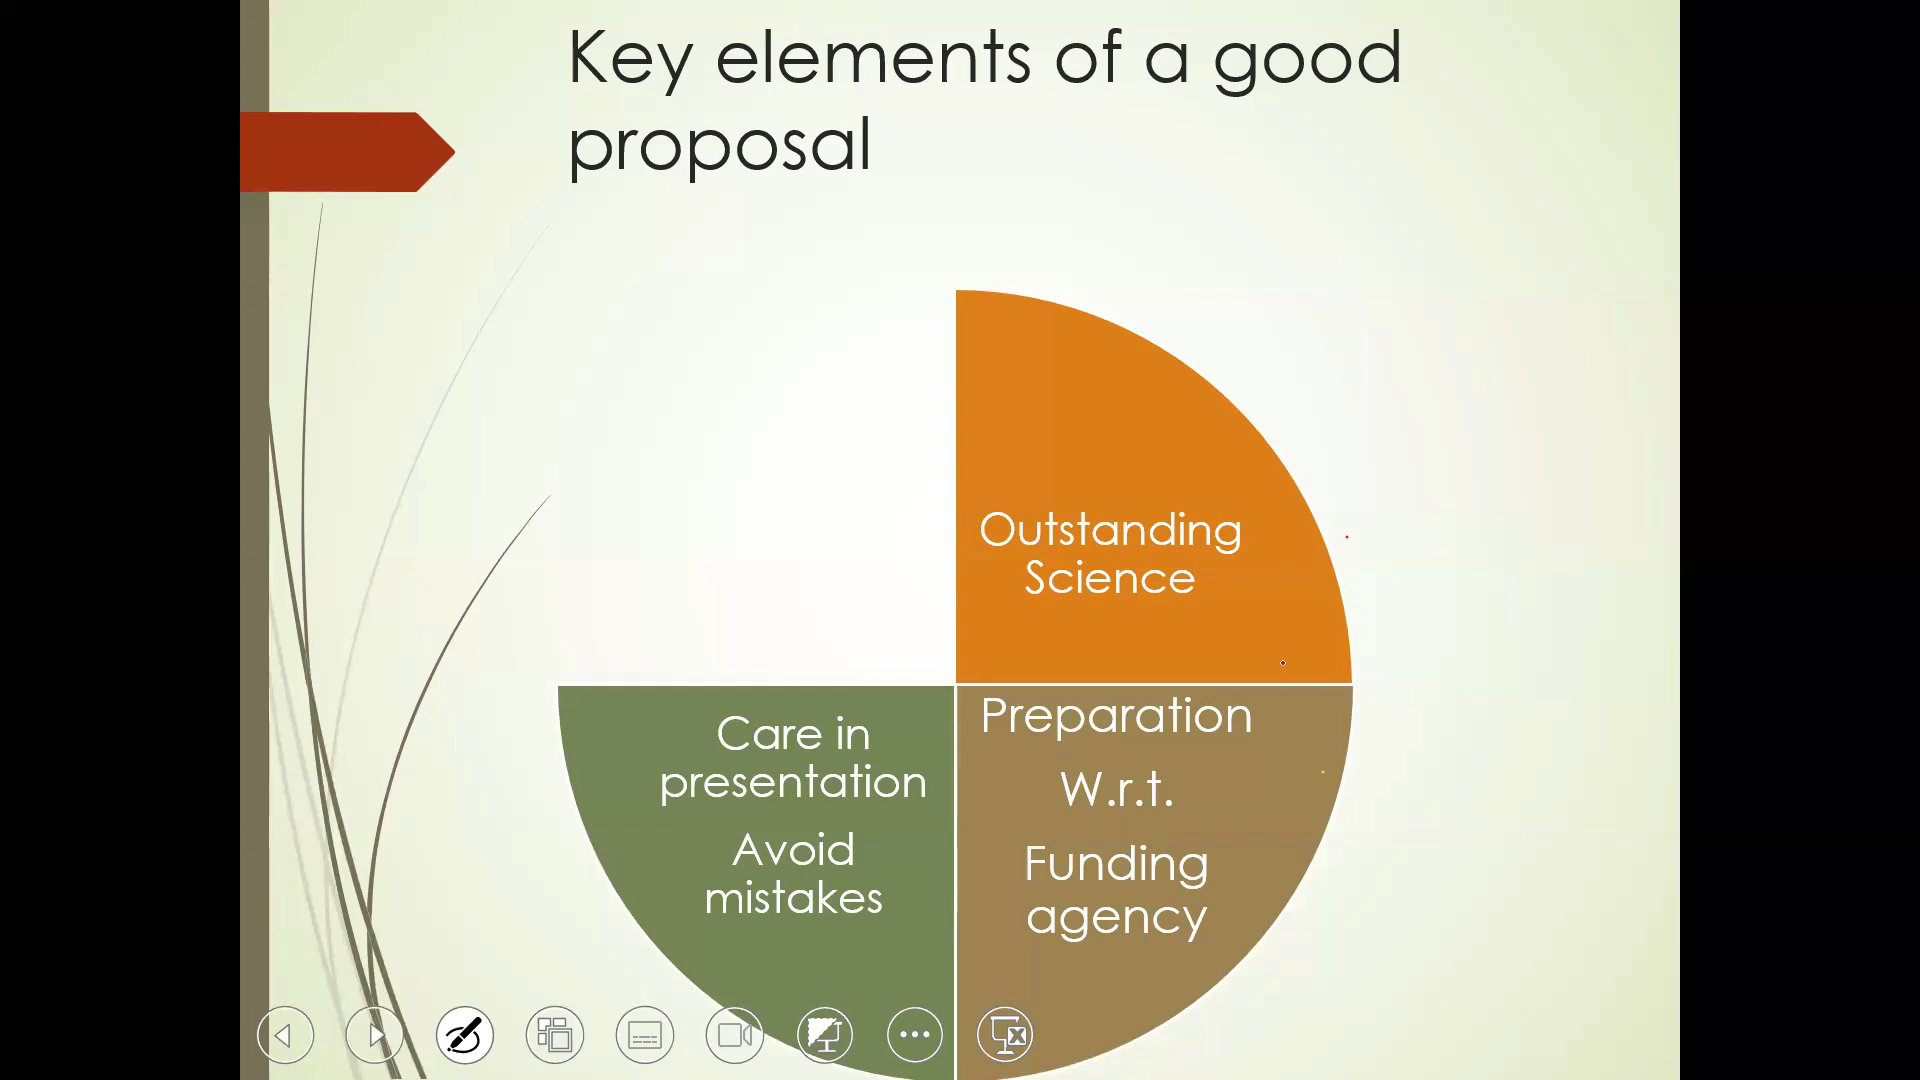 Key elements of a good
proposal
Outstanding
Science
Care in
presentation
Avoid
mistakes
Preparation
W.r.t.
Funding
agency